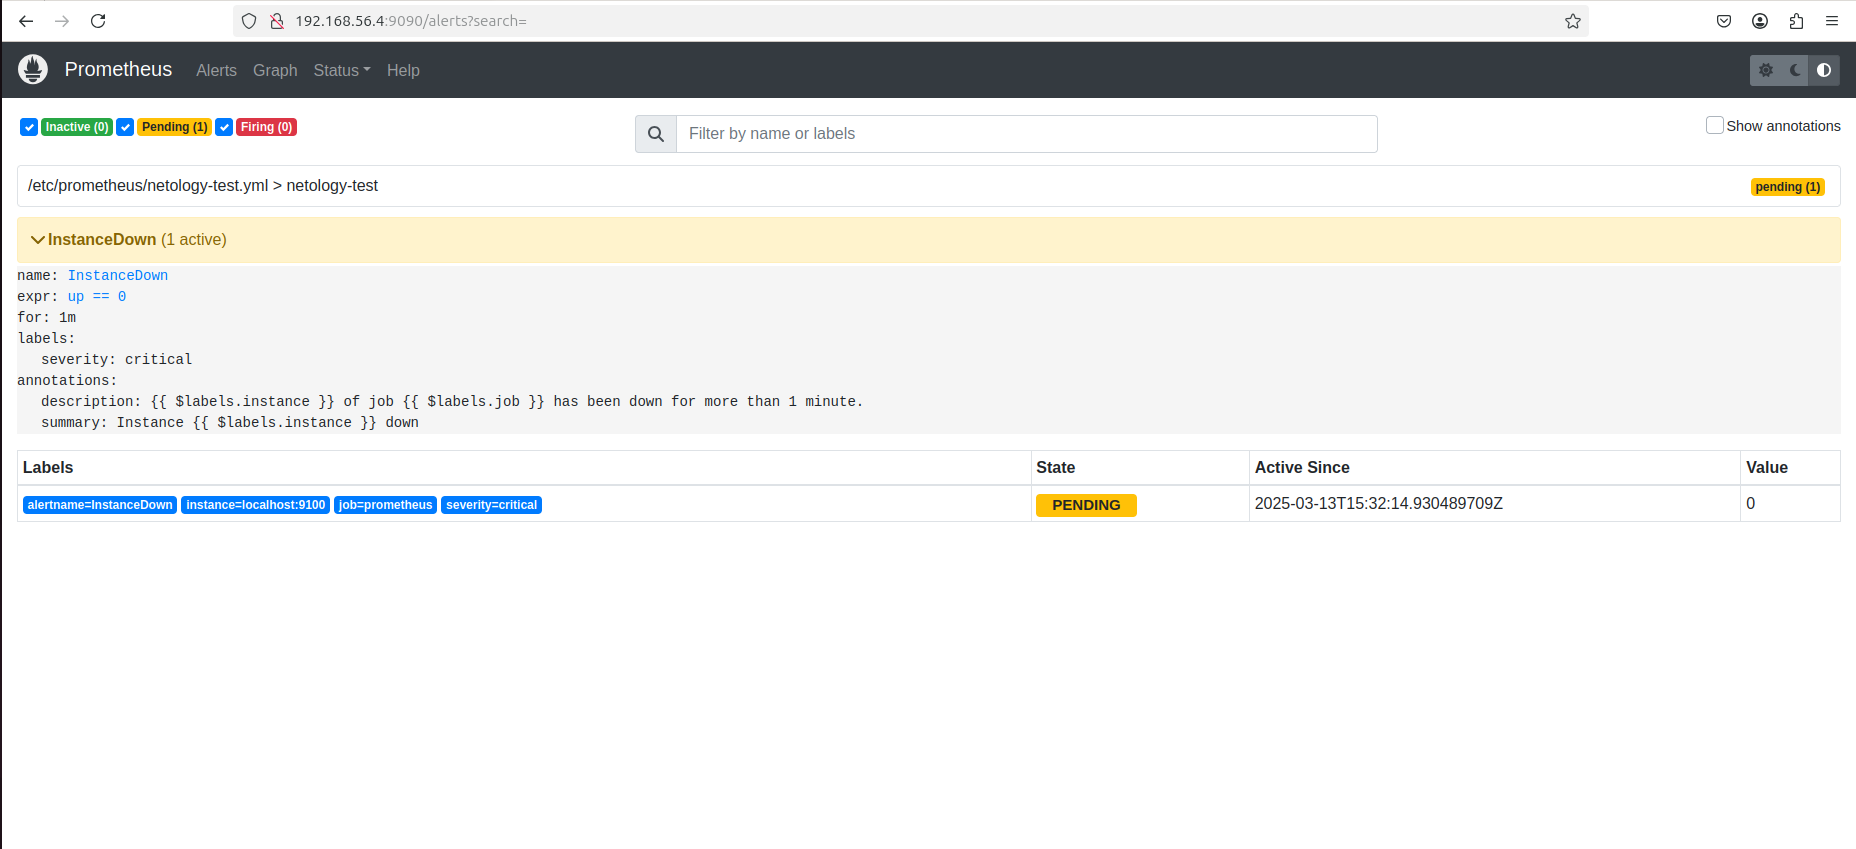 192.168.56.4:9090/alerts?search=
Prometheus Alerts Graph Status Help
Inactive (0) Pending (1) Firing (0) Filter by name or labels Show annotations
/etc/prometheus/netology-test.yml > netology-test pending (1)
InstanceDown (1 active)
name: InstanceDown
expr: up == 0
for: 1m
labels:
severity: critical
annotations:
description: {{ $labels.instance }} of job {{ $labels.job }} has been down for more than 1 minute.
summary: Instance {{ $labels.instance }} down
Labels State Active Since Value
alertname=InstanceDown instance=localhost:9100 job=prometheus severity=critical PENDING 2025-03-13T15:32:14.930489709Z 0